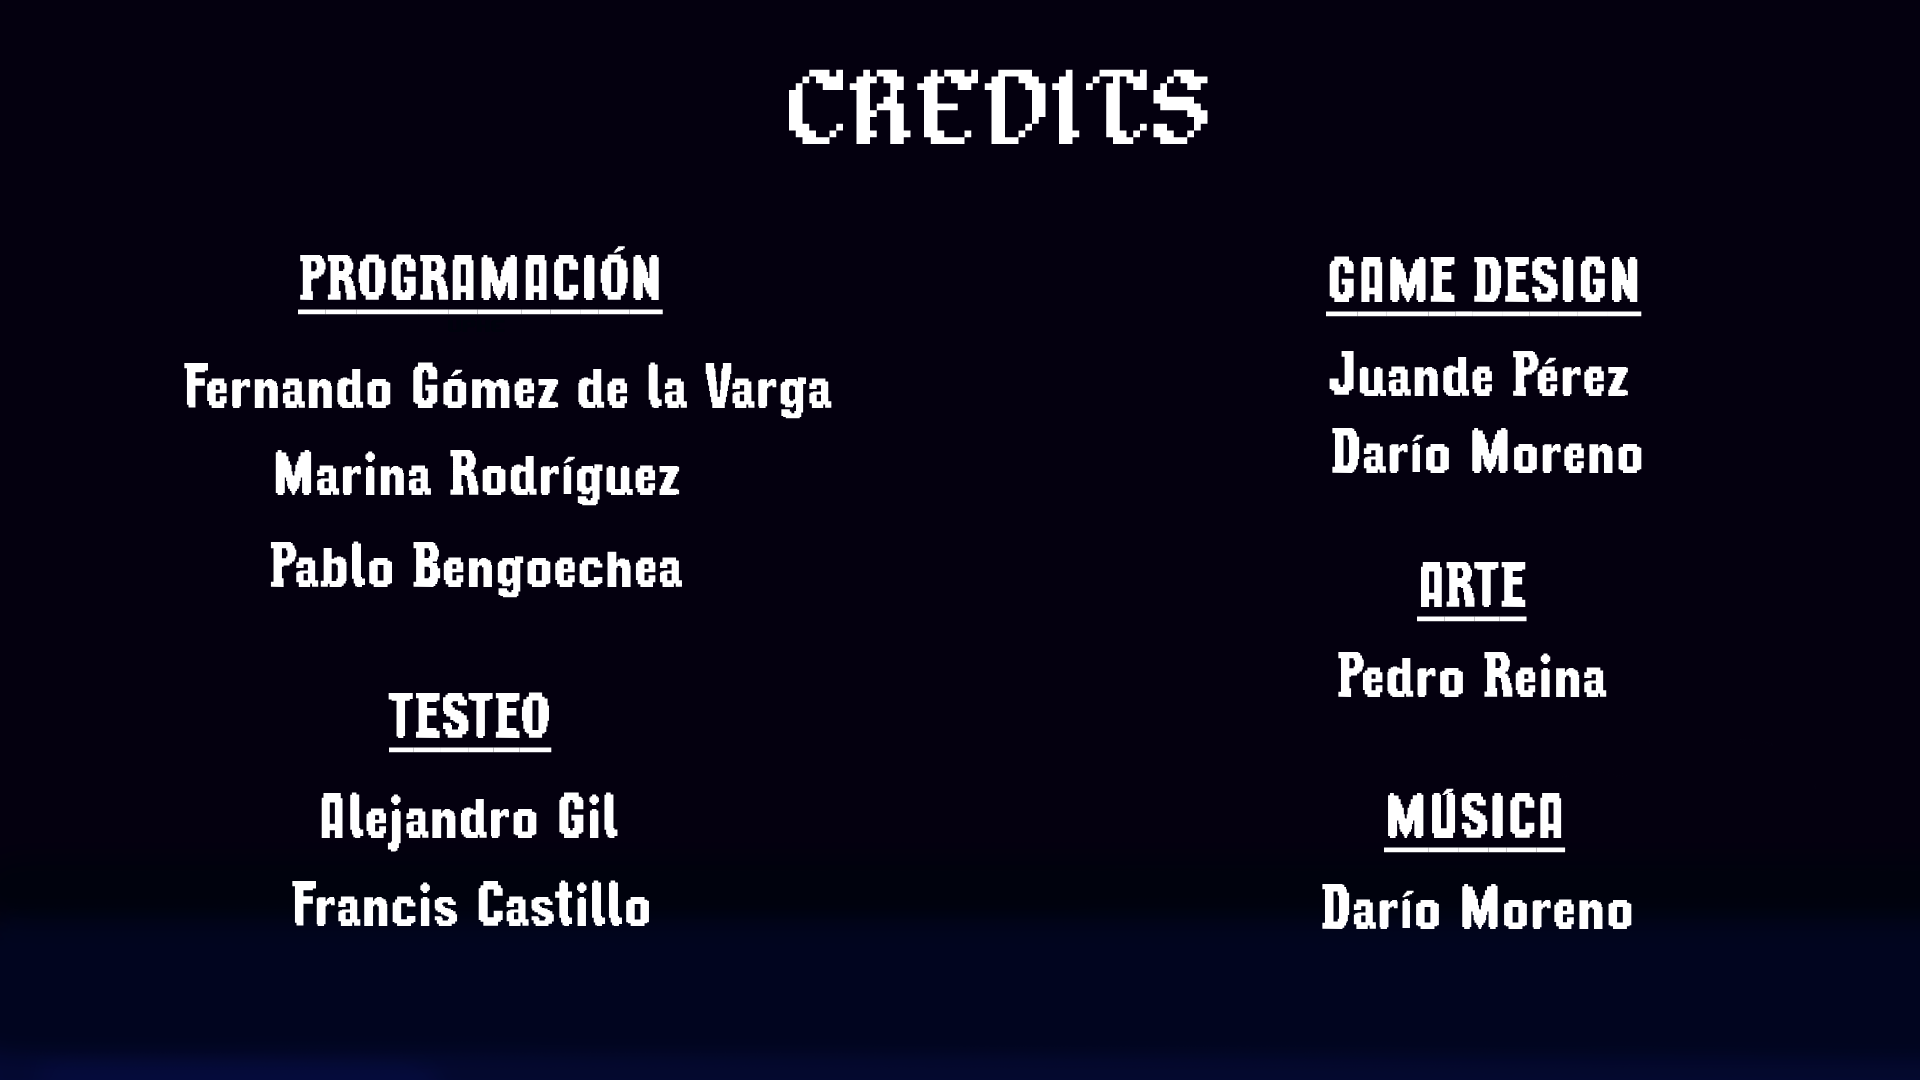 CREDITS
PROGRAMACIÓN
Fernando Gómez de la Varga
Marina Rodríguez
Pablo Bengoechea
TESTEO
Alejandro Gil
Francis Castillo
GAME DESIGN
Juande Pérez
Darío Moreno
ARTE
Pedro Reina
MÚSICA
Darío Moreno